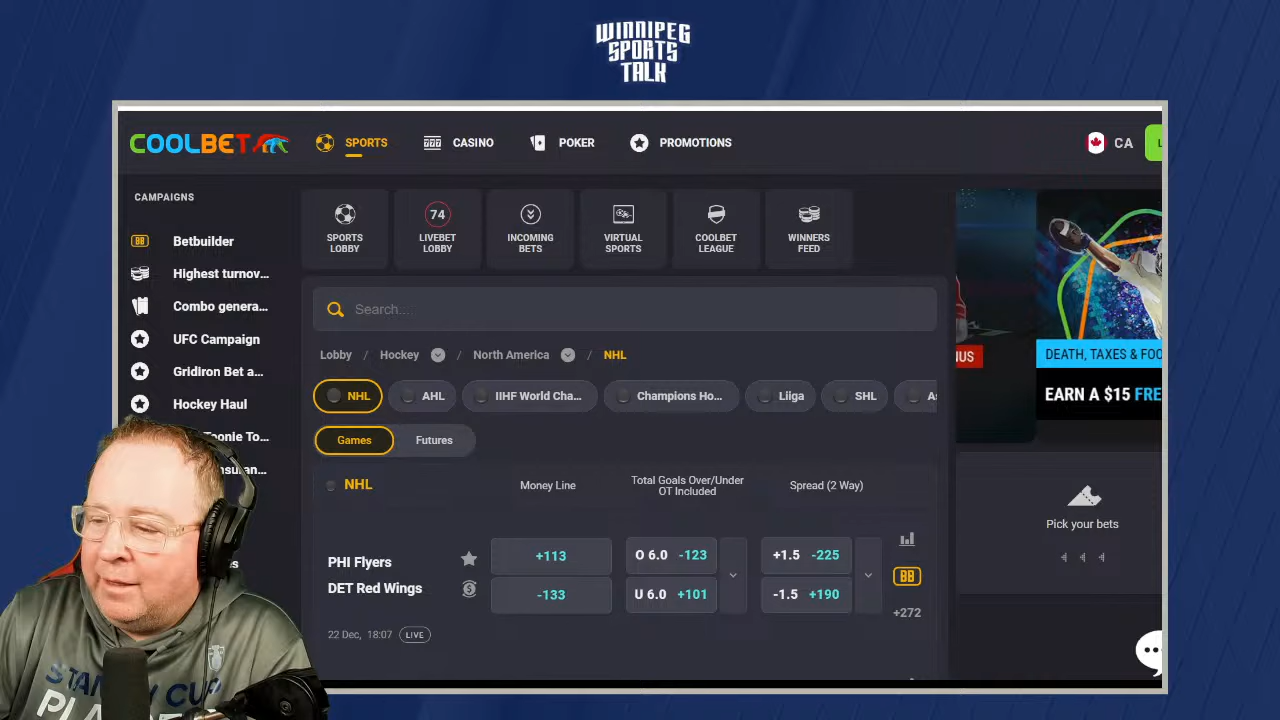 WINNIPEG
SPORTS
TALK
COOLBET
SPORTS
CASINO
POKER
PROMOTIONS
CA
CAMPAIGNS
Betbuilder
Highest turnov...
Combo genera...
UFC Campaign
Gridiron Bet a...
Hockey Haul
Toonie To...
SPORTS
LOBBY
74
LIVEBET
LOBBY
INCOMING
BETS
VIRTUAL
SPORTS
COOLBET
LEAGUE
WINNERS
FEED
Search....
Lobby / Hockey / North America / NHL
NHL
AHL
IIHF World Cha...
Champions Ho...
Liiga
SHL
Games
Futures
NHL
Money Line
Total Goals Over/Under
OT Included
Spread (2 Way)
PHI Flyers
DET Red Wings
+113
-133
O 6.0 -123
U 6.0 +101
+1.5 -225
-1.5 +190
BB
+272
22 Dec, 18:07 LIVE
DEATH, TAXES & FOO
EARN A $15 FRE
Pick your bets
STANLEY CUP